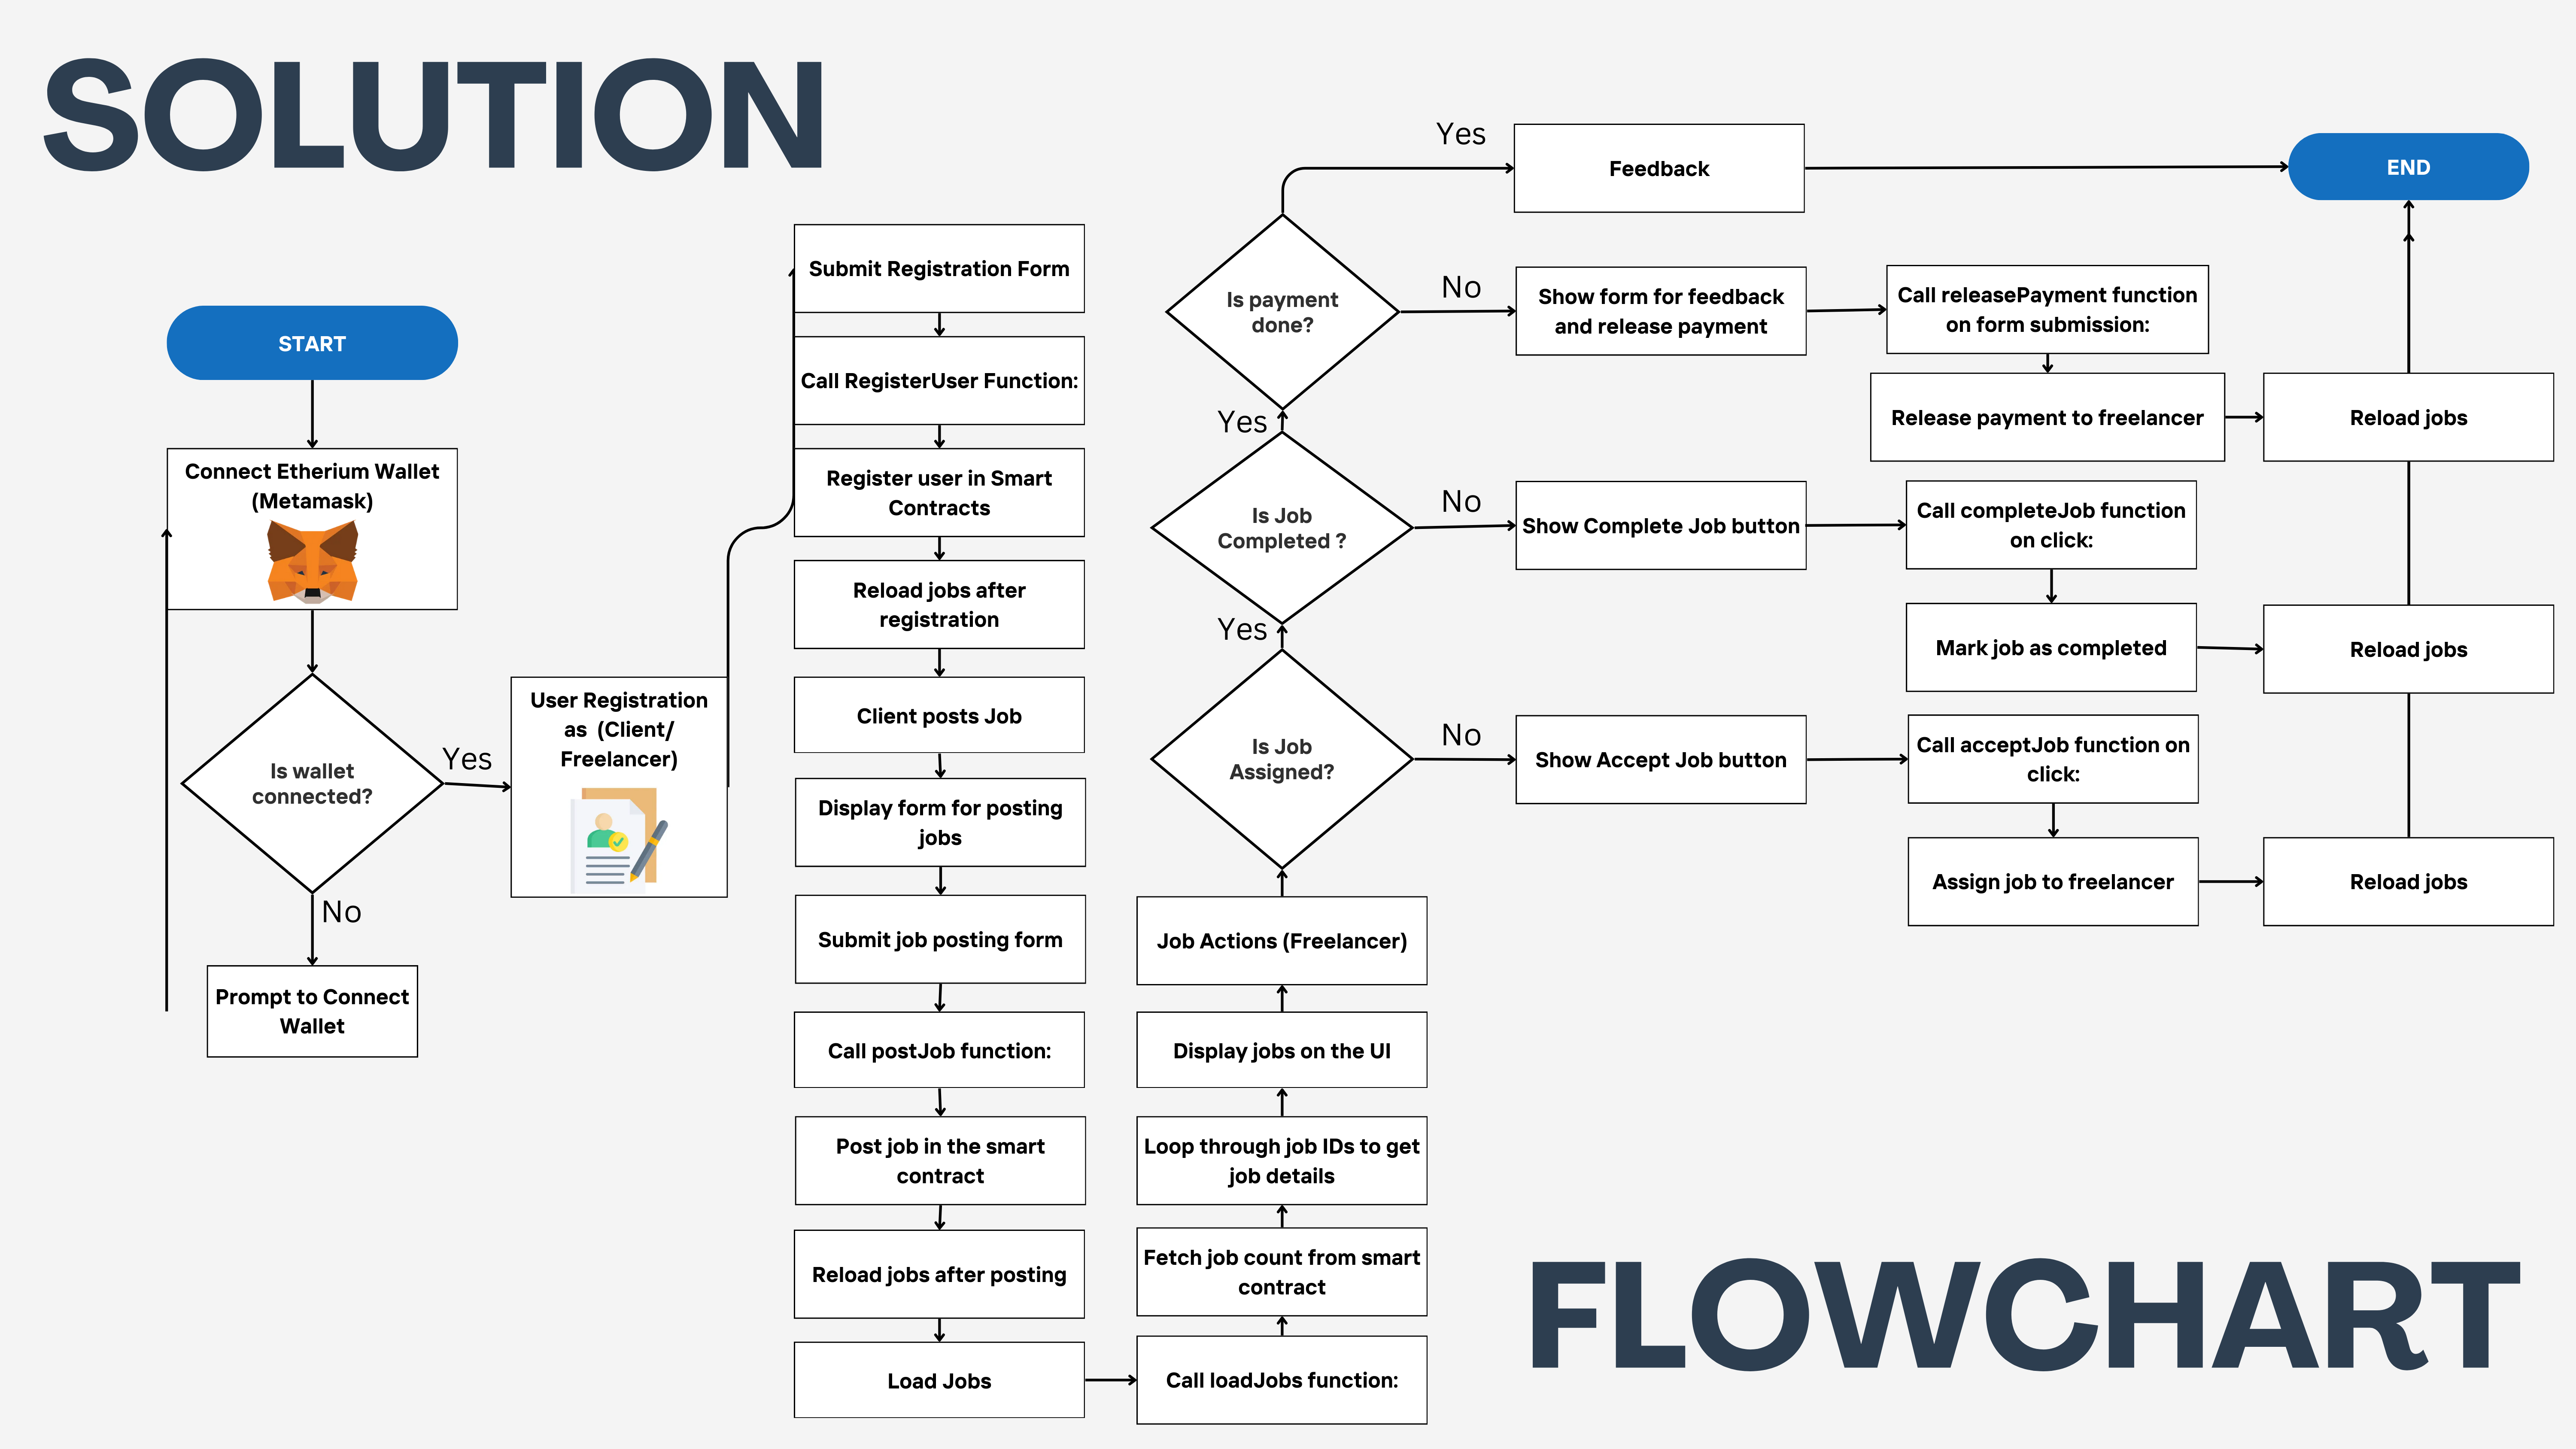 SOLUTION
START
Connect Etherium Wallet
(Metamask)
Is wallet
connected?
Yes
No
Prompt to Connect
Wallet
User Registration
as (Client/
Freelancer)
Submit Registration Form
Call RegisterUser Function:
Register user in Smart
Contracts
Reload jobs after
registration
Client posts Job
Display form for posting
jobs
Submit job posting form
Call postJob function:
Post job in the smart
contract
Reload jobs after posting
Load Jobs
Call loadJobs function:
Fetch job count from smart
contract
Loop through job IDs to get
job details
Display jobs on the UI
Job Actions (Freelancer)
Is Job
Assigned?
No
Show Accept Job button
Call acceptJob function on
click:
Assign job to freelancer
Reload jobs
Yes
Is Job
Completed ?
No
Show Complete Job button
Call completeJob function
on click:
Mark job as completed
Reload jobs
Yes
Is payment
done?
No
Show form for feedback
and release payment
Call releasePayment function
on form submission:
Release payment to freelancer
Reload jobs
Yes
Feedback
END
FLOWCHART